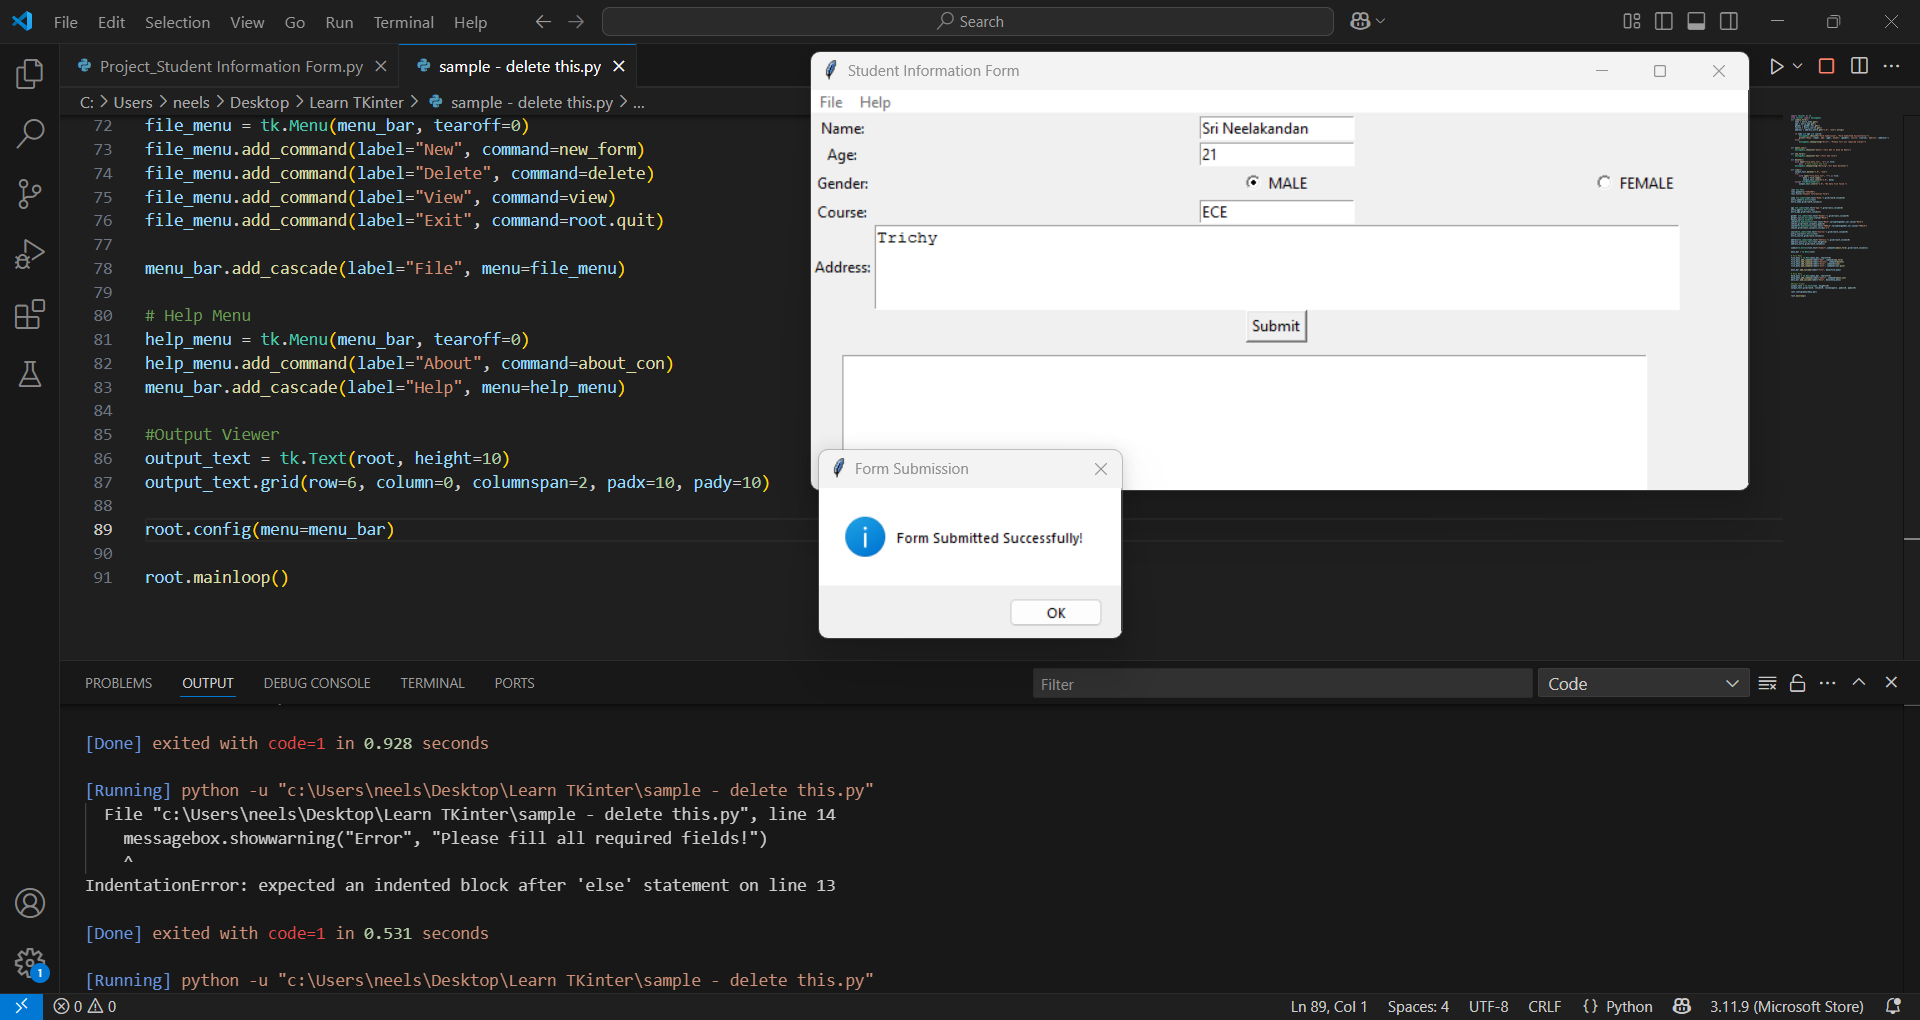 File Edit Selection View Go Run Terminal Help
Search
Project_Student Information Form.py
sample - delete this.py
C: > Users > neels > Desktop > Learn TKinter > sample - delete this.py > ...
72 file_menu = tk.Menu(menu_bar, tearoff=0)
73 file_menu.add_command(label="New", command=new_form)
74 file_menu.add_command(label="Delete", command=delete)
75 file_menu.add_command(label="View", command=view)
76 file_menu.add_command(label="Exit", command=root.quit)
77
78 menu_bar.add_cascade(label="File", menu=file_menu)
79
80 # Help Menu
81 help_menu = tk.Menu(menu_bar, tearoff=0)
82 help_menu.add_command(label="About", command=about_con)
83 menu_bar.add_cascade(label="Help", menu=help_menu)
84
85 #Output Viewer
86 output_text = tk.Text(root, height=10)
87 output_text.grid(row=6, column=0, columnspan=2, padx=10, pady=10)
88
89 root.config(menu=menu_bar)
90
91 root.mainloop()
Student Information Form
File Help
Name: Sri Neelakandan
Age: 21
Gender: MALE FEMALE
Course: ECE
Address: Trichy
Submit
Form Submission
Form Submitted Successfully!
OK
PROBLEMS OUTPUT DEBUG CONSOLE TERMINAL PORTS
Filter
Code
[Done] exited with code=1 in 0.928 seconds
[Running] python -u "c:\Users\neels\Desktop\Learn TKinter\sample - delete this.py"
File "c:\Users\neels\Desktop\Learn TKinter\sample - delete this.py", line 14
messagebox.showwarning("Error", "Please fill all required fields!")
^
IndentationError: expected an indented block after 'else' statement on line 13
[Done] exited with code=1 in 0.531 seconds
[Running] python -u "c:\Users\neels\Desktop\Learn TKinter\sample - delete this.py"
1
0 0
Ln 89, Col 1 Spaces: 4 UTF-8 CRLF {} Python 3.11.9 (Microsoft Store)